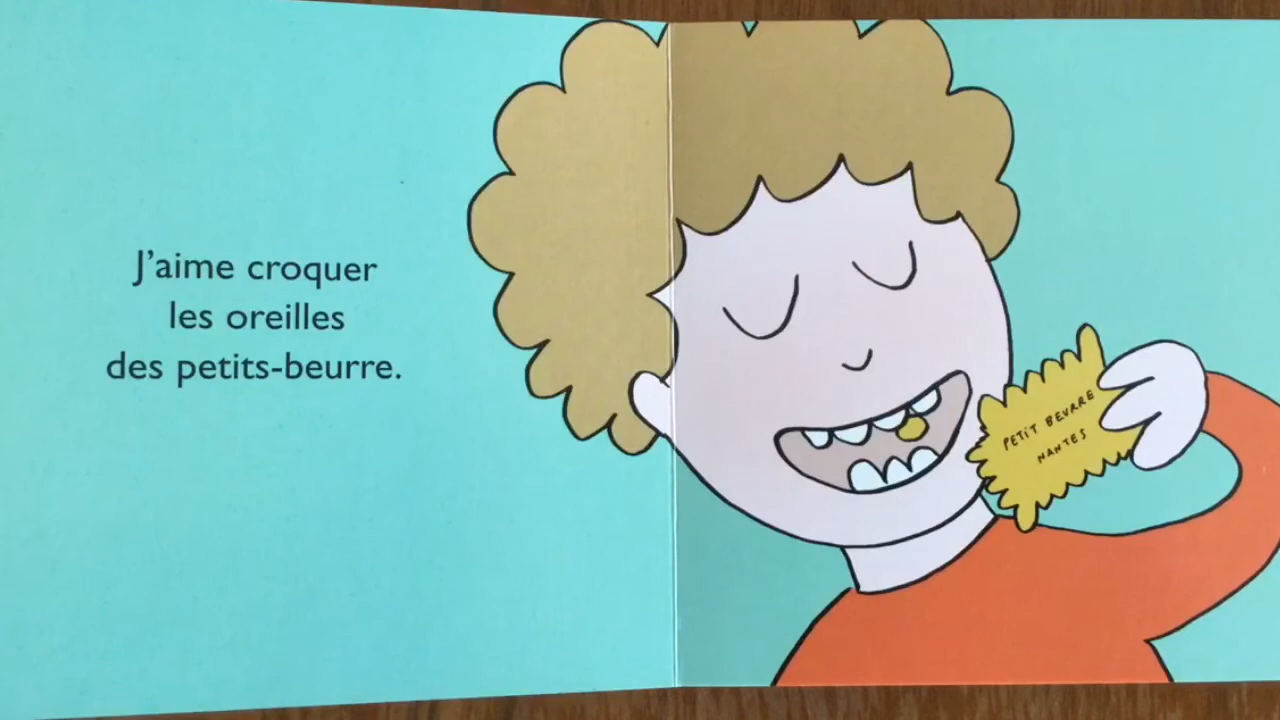 J’aime croquer
les oreilles
des petits-beurre.
PETIT BEURRE
NANTES